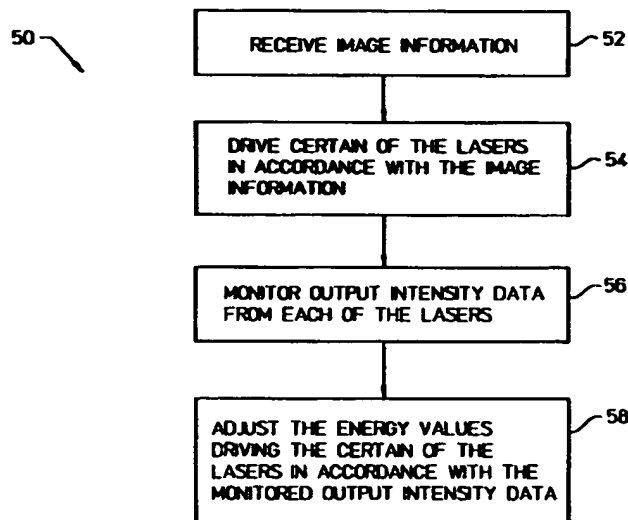 50
RECEIVE IMAGE INFORMATION
52
DRIVE CERTAIN OF THE LASERS
IN ACCORDANCE WITH THE IMAGE
INFORMATION
54
MONITOR OUTPUT INTENSITY DATA
FROM EACH OF THE LASERS
56
ADJUST THE ENERGY VALUES
DRIVING THE CERTAIN OF THE
LASERS IN ACCORDANCE WITH THE
MONITORED OUTPUT INTENSITY DATA
58